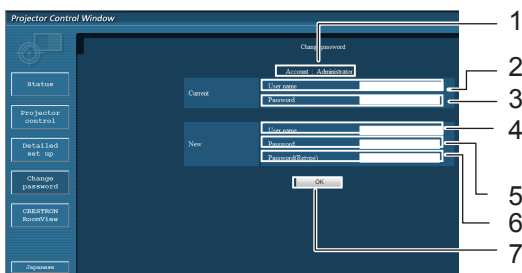 Projector Control Window
Change password
Account : Administrator
Current
User name
Password
New
User name
Password
Password(Retype)
OK
Status
Projector
control
Detailed
set up
Change
password
CRESTRON
RoomView
Japanese
1
2
3
4
5
6
7